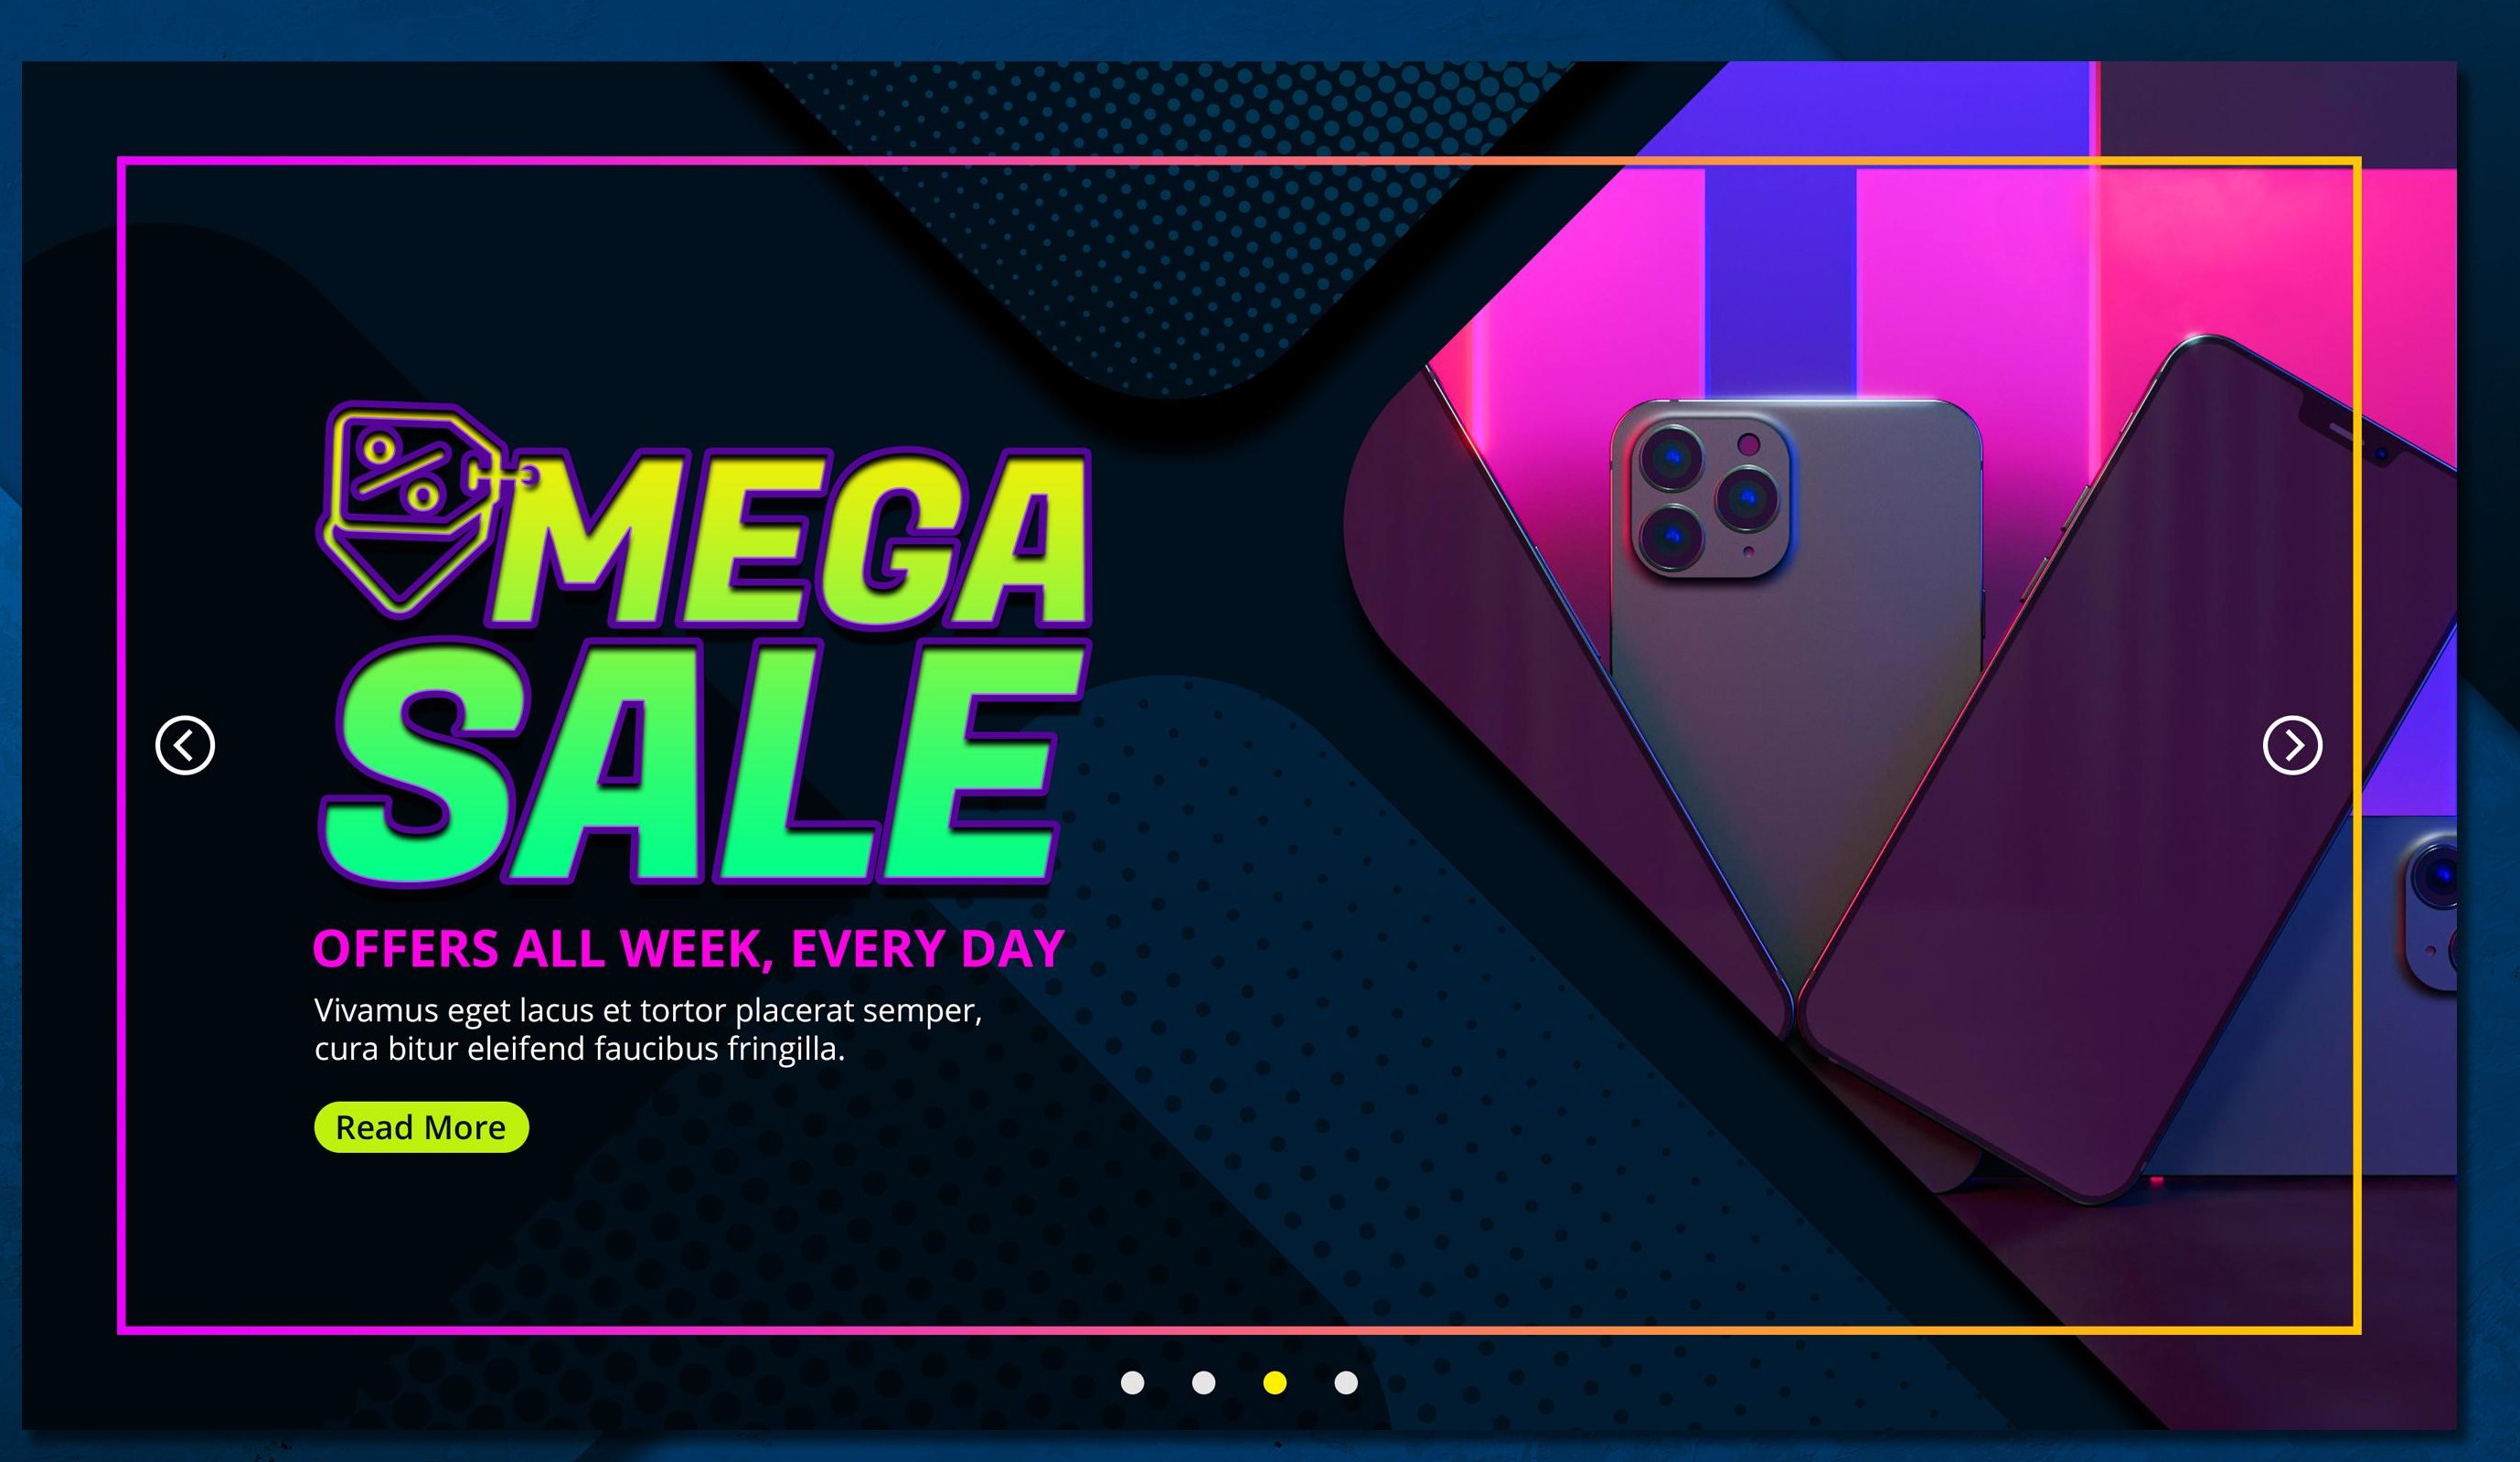 MEGA
SALE
OFFERS ALL WEEK, EVERY DAY
Vivamus eget lacus et tortor placerat semper,
cura bitur eleifend faucibus fringilla.
Read More